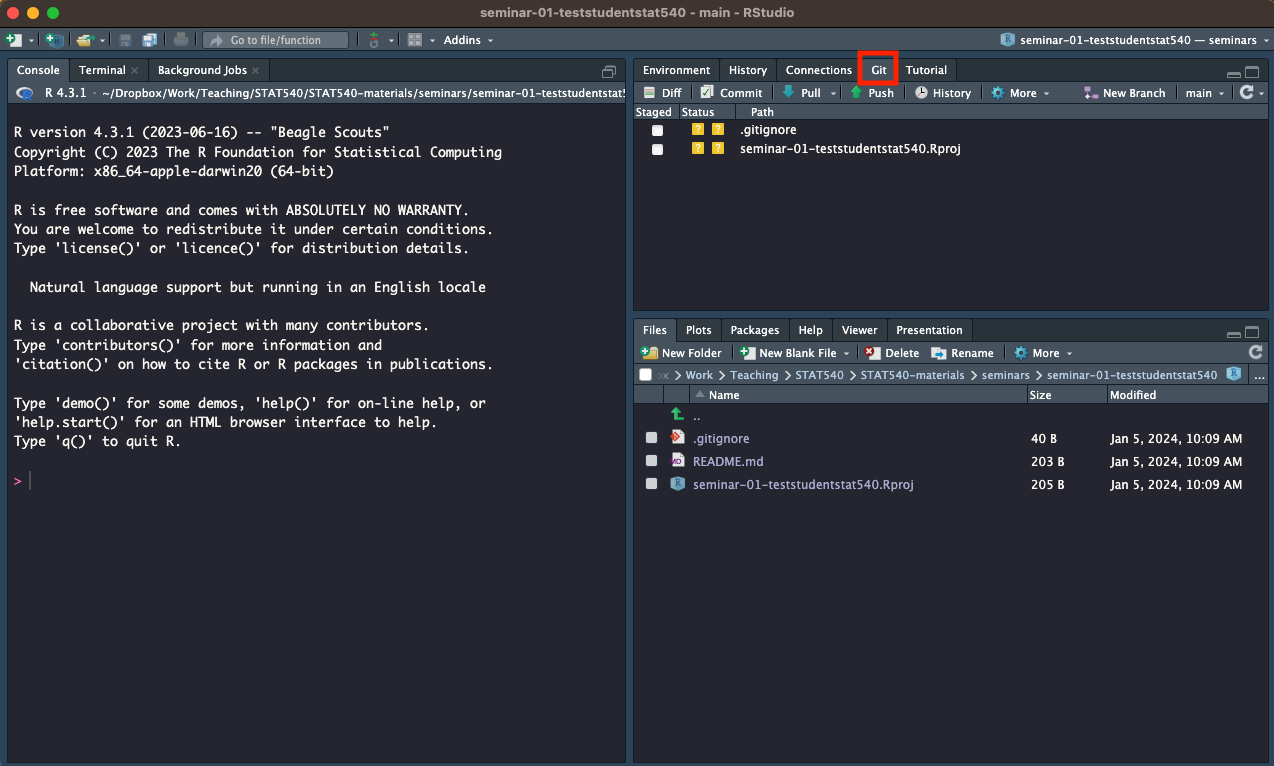 seminar-01-teststudentstat540 - main - RStudio
Go to file/function
Addins
seminar-01-teststudentstat540 — seminars
Console
Terminal
Background Jobs
R 4.3.1 · ~/Dropbox/Work/Teaching/STAT540/STAT540-materials/seminars/seminar-01-teststudentstat5
R version 4.3.1 (2023-06-16) -- "Beagle Scouts"
Copyright (C) 2023 The R Foundation for Statistical Computing
Platform: x86_64-apple-darwin20 (64-bit)
R is free software and comes with ABSOLUTELY NO WARRANTY.
You are welcome to redistribute it under certain conditions.
Type 'license()' or 'licence()' for distribution details.
Natural language support but running in an English locale
R is a collaborative project with many contributors.
Type 'contributors()' for more information and
'citation()' on how to cite R or R packages in publications.
Type 'demo()' for some demos, 'help()' for on-line help, or
'help.start()' for an HTML browser interface to help.
Type 'q()' to quit R.
>
Environment
History
Connections
Git
Tutorial
Diff
Commit
Pull
Push
History
More
New Branch
main
Staged
Status
Path
? ? .gitignore
? ? seminar-01-teststudentstat540.Rproj
Files
Plots
Packages
Help
Viewer
Presentation
New Folder
New Blank File
Delete
Rename
More
ox > Work > Teaching > STAT540 > STAT540-materials > seminars > seminar-01-teststudentstat540
...
Name
Size
Modified
..
.gitignore 40 B Jan 5, 2024, 10:09 AM
README.md 203 B Jan 5, 2024, 10:09 AM
seminar-01-teststudentstat540.Rproj 205 B Jan 5, 2024, 10:09 AM